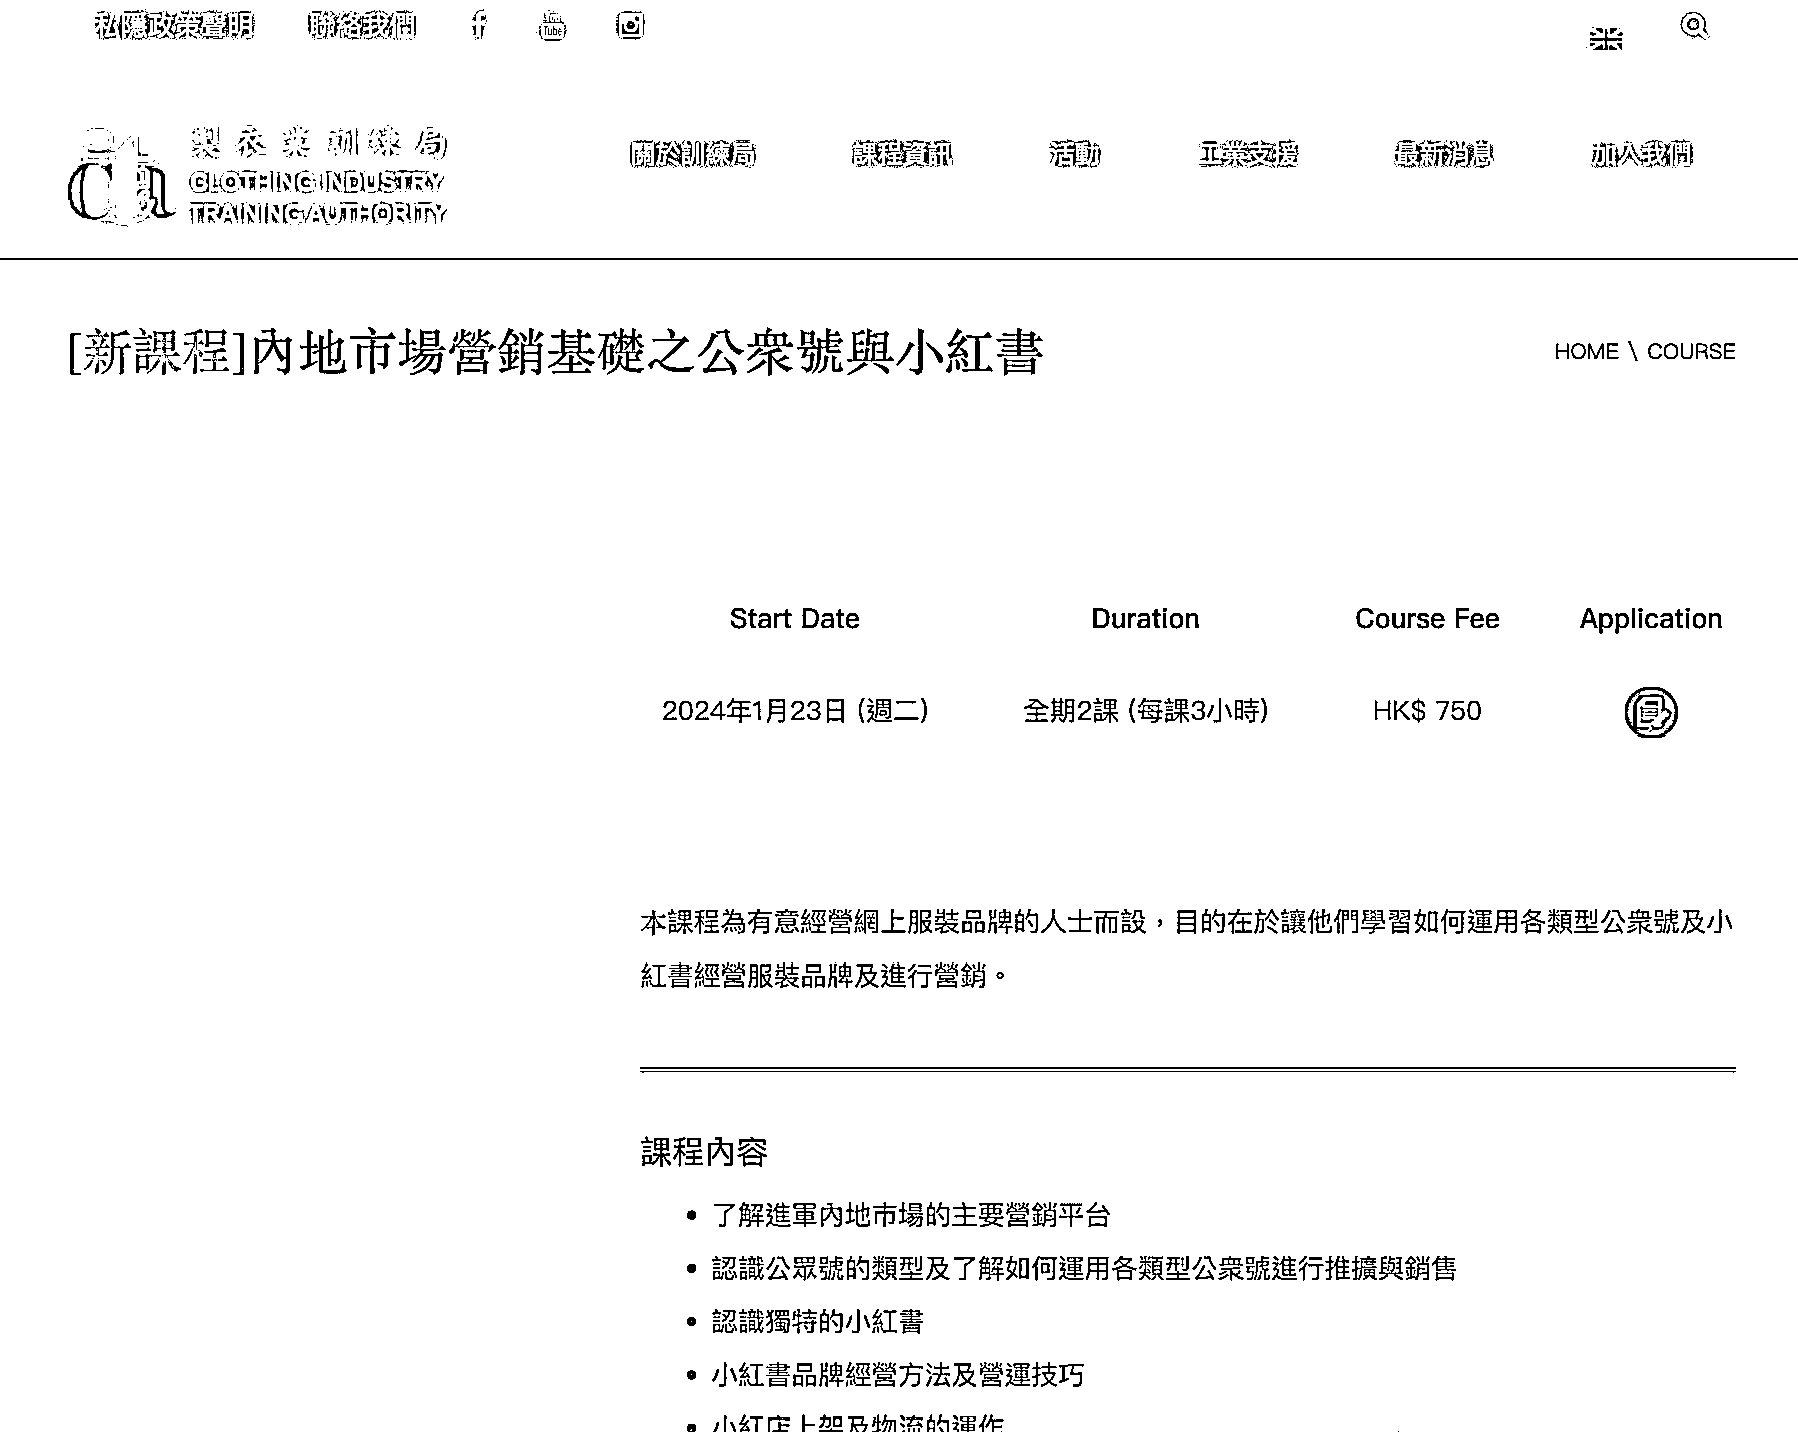 私隱政策聲明 聯絡我們
製衣業訓練局
CLOTHING INDUSTRY
TRAINING AUTHORITY
關於訓練局 課程資訊 活動 工業支援 最新消息 加入我們
[新課程]內地市場營銷基礎之公衆號與小紅書
HOME \ COURSE
Start Date Duration Course Fee Application
2024年1月23日 (週二) 全期2課 (每課3小時) HK$ 750
本課程為有意經營網上服裝品牌的人士而設，目的在於讓他們學習如何運用各類型公衆號及小
紅書經營服裝品牌及進行營銷。
課程內容
• 了解進軍內地市場的主要營銷平台
• 認識公眾號的類型及了解如何運用各類型公衆號進行推擴與銷售
• 認識獨特的小紅書
• 小紅書品牌經營方法及營運技巧
• 小紅店上架及物流的運作